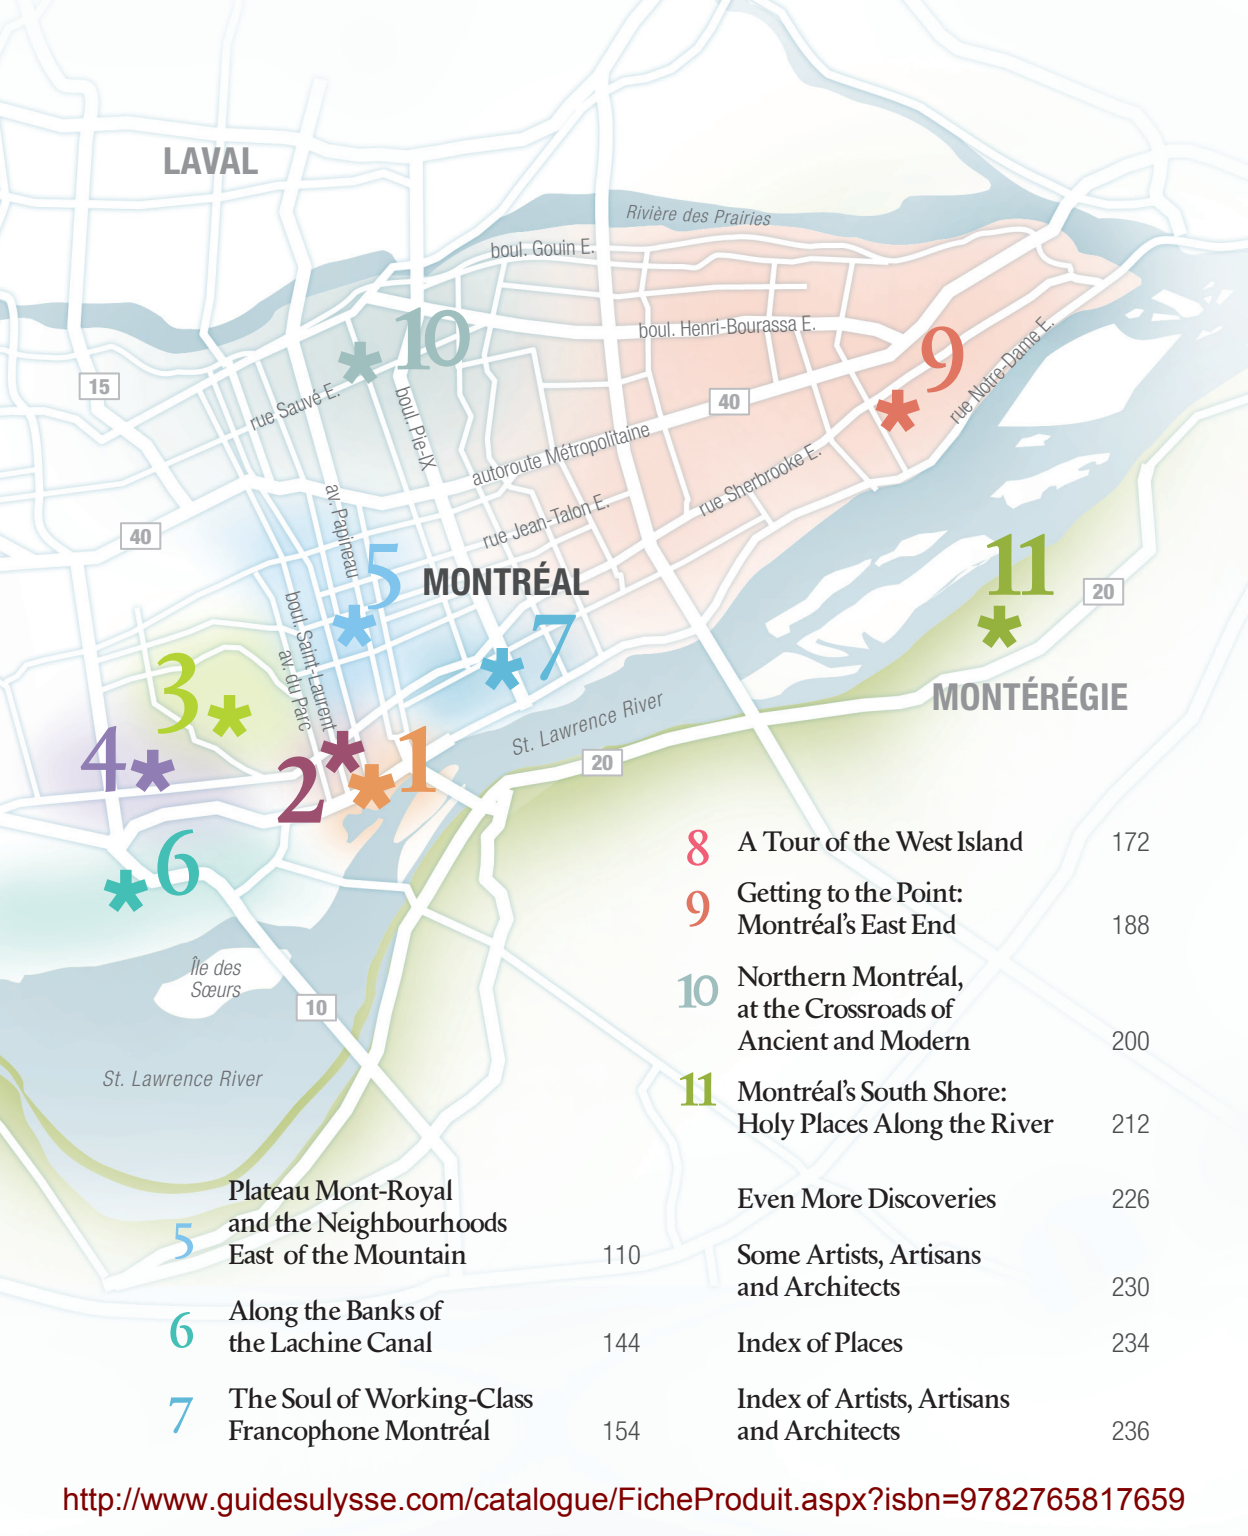 LAVAL
Rivière des Prairies
boul. Gouin E.
10
boul. Henri-Bourassa E.
9
15
rue Sauvé E.
boul. Pie-IX
40
rue Notre-Dame E.
autoroute Métropolitaine
rue Sherbrooke E.
av. Papineau
rue Jean-Talon E.
40
5
MONTRÉAL
11
20
boul. Saint-Laurent
av. du Parc
7
3
MONTÉRÉGIE
St. Lawrence River
4
2
1
20
6
Île des
Sœurs
10
St. Lawrence River
8 A Tour of the West Island 172
9 Getting to the Point:
Montréal's East End 188
10 Northern Montréal,
at the Crossroads of
Ancient and Modern 200
11 Montréal's South Shore:
Holy Places Along the River 212
Plateau Mont-Royal
and the Neighbourhoods
5 East of the Mountain 110
Along the Banks of
6 the Lachine Canal 144
7 The Soul of Working-Class
Francophone Montréal 154
Even More Discoveries 226
Some Artists, Artisans
and Architects 230
Index of Places 234
Index of Artists, Artisans
and Architects 236
http://www.guidesulysse.com/catalogue/FicheProduit.aspx?isbn=9782765817659